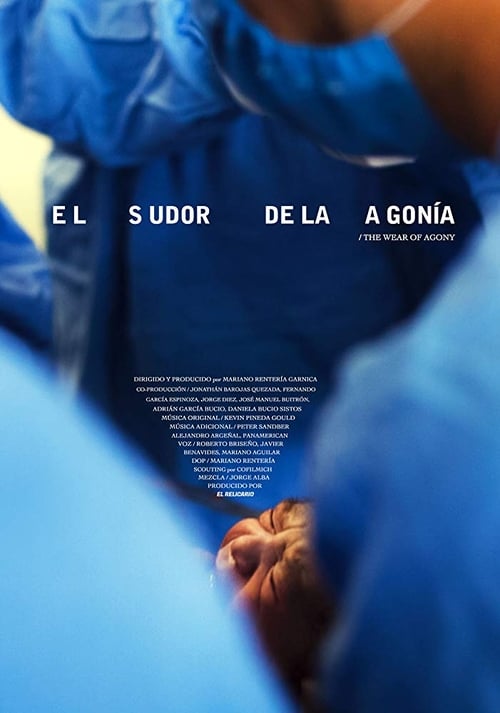 EL SUDOR DE LA AGONÍA
/ THE WEAR OF AGONY
DIRIGIDO Y PRODUCIDO por MARIANO RENTERÍA GARNICA
CO-PRODUCCIÓN / JONATHÁN BAROJAS QUEZADA, FERNANDO
GARCÍA ESPINOZA, JORGE DIEZ, JOSÉ MANUEL BUITRÓN,
ADRIÁN GARCÍA BUCIO, DANIELA BUCIO SISTOS
MÚSICA ORIGINAL / KEVIN PINEDA GOULD
MÚSICA ADICIONAL / PETER SANDBER
ALEJANDRO ARGEÑAL, PANAMERICAN
VOZ / ROBERTO BRISEÑO, JAVIER
BENAVIDES, MARIANO AGUILAR
DOP / MARIANO RENTERÍA
SCOUTING por COFILMICH
MEZCLA / JORGE ALBA
PRODUCIDO POR
EL RELICARIO